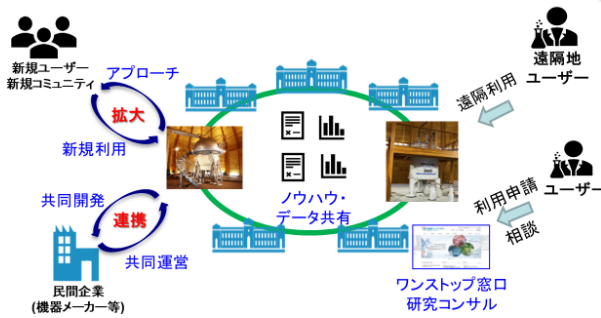 新規ユーザー
新規コミュニティ
アプローチ
拡大
新規利用
共同開発
連携
共同運営
民間企業
(機器メーカー等)
ノウハウ・
データ共有
遠隔地
ユーザー
遠隔利用
ユーザー
利用申請
相談
ワンストップ窓口
研究コンサル